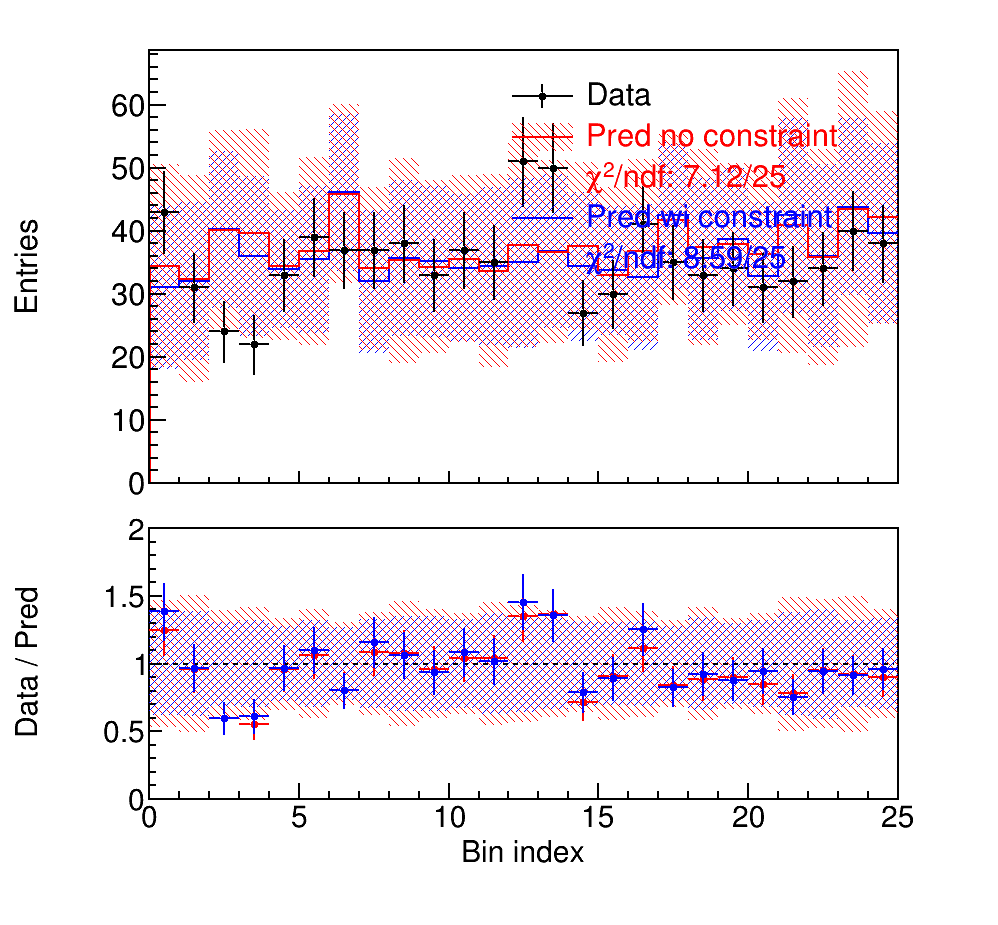 Entries
60
50
40
30
20
10
0
Data
Pred no constraint
χ²/ndf: 7.12/25
Pred wi constraint
χ²/ndf: 8.59/25
Data / Pred
2
1.5
1
0.5
0
0 5 10 15 20 25
Bin index